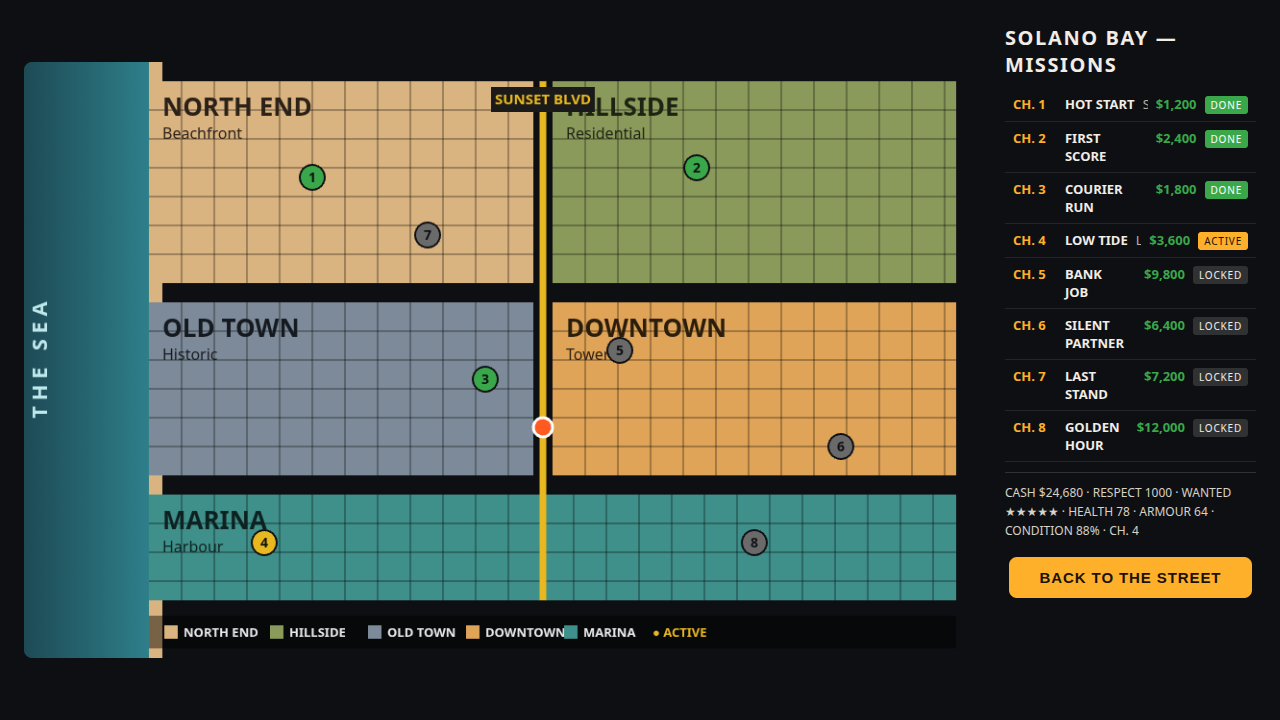 SUNSET BLVD
NORTH END
Beachfront
HILLSIDE
Residential
1
2
7
OLD TOWN
Historic
DOWNTOWN
5
3
6
MARINA
Harbour
4
8
THE SEA
NORTH END HILLSIDE OLD TOWN DOWNTOWN MARINA ● ACTIVE
SOLANO BAY —
MISSIONS
CH. 1 HOT START S $1,200 DONE
CH. 2 FIRST SCORE $2,400 DONE
CH. 3 COURIER RUN $1,800 DONE
CH. 4 LOW TIDE L $3,600 ACTIVE
CH. 5 BANK JOB $9,800 LOCKED
CH. 6 SILENT PARTNER $6,400 LOCKED
CH. 7 LAST STAND $7,200 LOCKED
CH. 8 GOLDEN HOUR $12,000 LOCKED
CASH $24,680 · RESPECT 1000 · WANTED
★★★★★ · HEALTH 78 · ARMOUR 64 ·
CONDITION 88% · CH. 4
BACK TO THE STREET